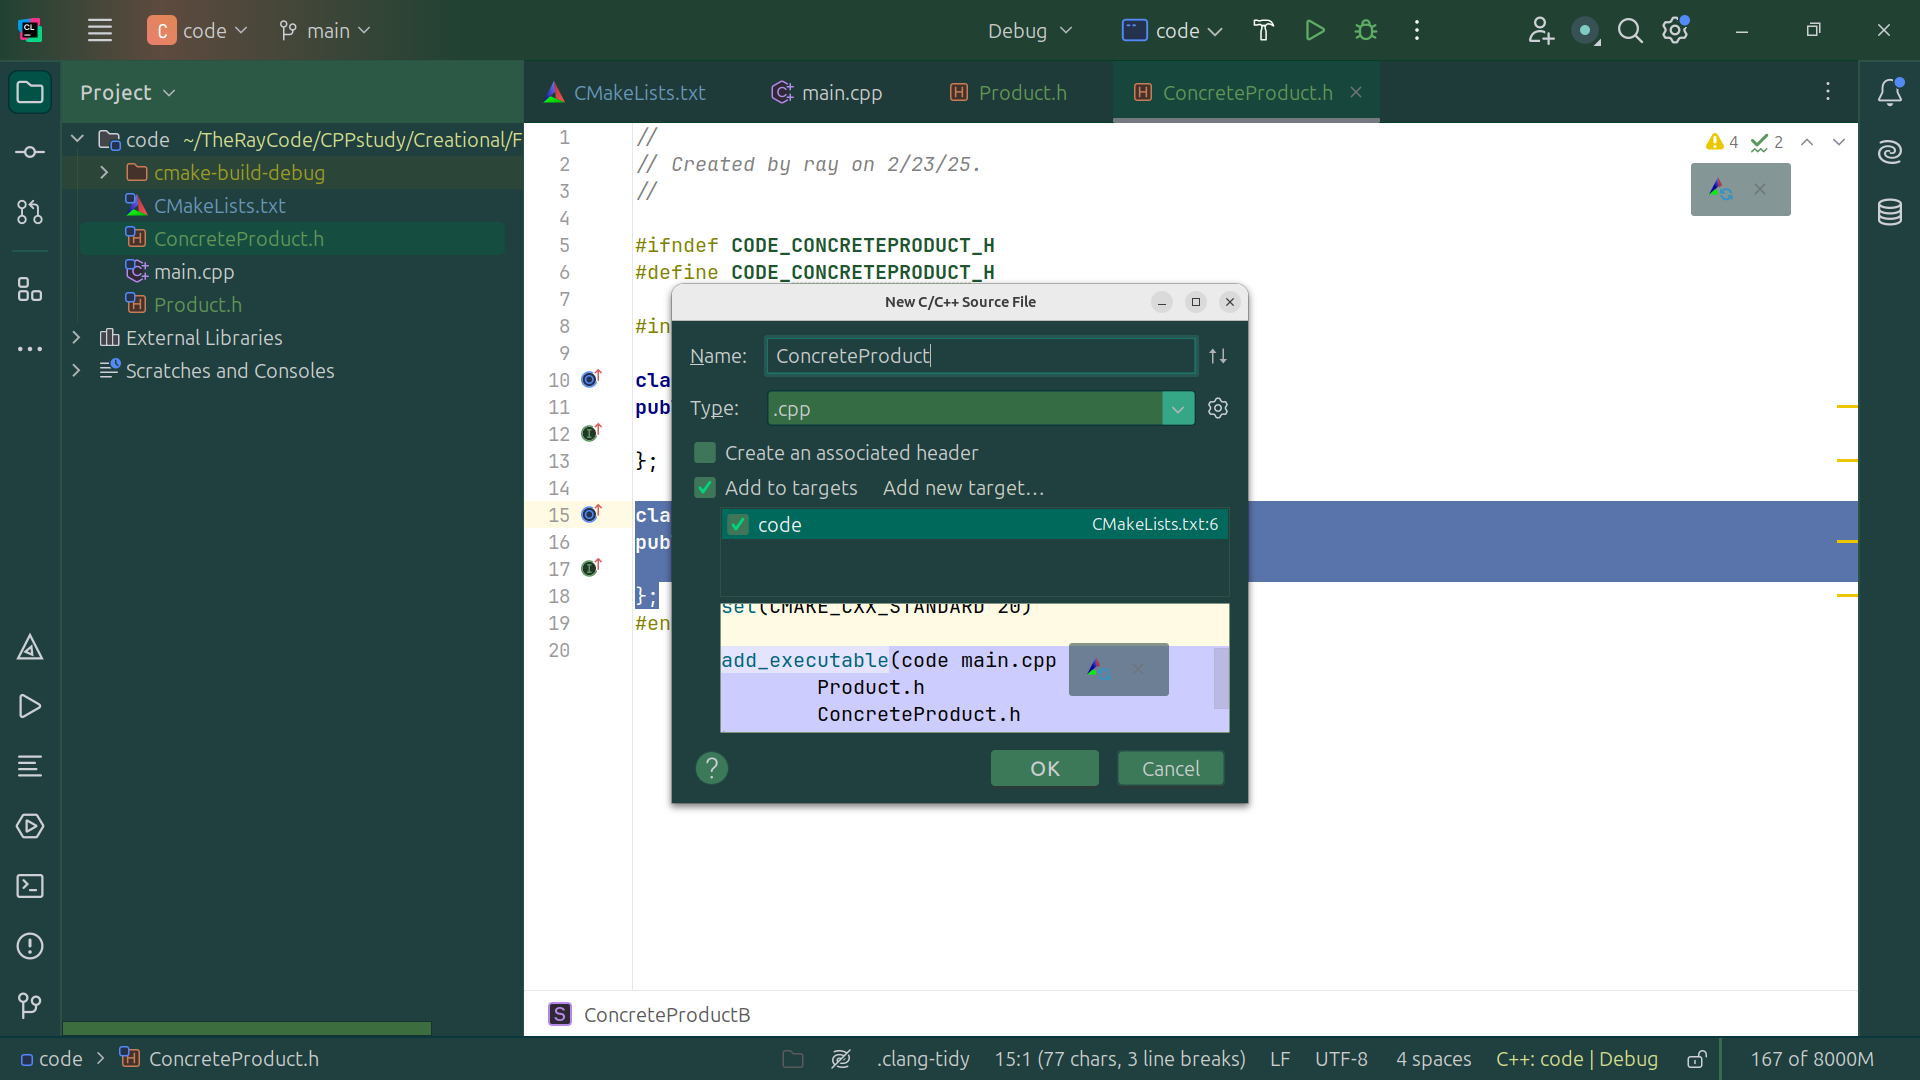 CL
C code
main
Debug
code
Project
CMakeLists.txt
main.cpp
Product.h
ConcreteProduct.h
code ~/TheRayCode/CPPstudy/Creational/F
cmake-build-debug
CMakeLists.txt
ConcreteProduct.h
main.cpp
Product.h
External Libraries
Scratches and Consoles
1 //
2 // Created by ray on 2/23/25.
3 //
4
5 #ifndef CODE_CONCRETEPRODUCT_H
6 #define CODE_CONCRETEPRODUCT_H
7
8 #in
9
10 cla
11 pub
12
13 };
14
15 cla
16 pub
17
18 };
19 #en
20
4 2
New C/C++ Source File
Name: ConcreteProduct
Type: .cpp
Create an associated header
Add to targets Add new target...
code CMakeLists.txt:6
set(CMAKE_CXX_STANDARD 20)
add_executable(code main.cpp
Product.h
ConcreteProduct.h
? OK Cancel
S ConcreteProductB
code > ConcreteProduct.h
.clang-tidy 15:1 (77 chars, 3 line breaks) LF UTF-8 4 spaces C++: code | Debug 167 of 8000M